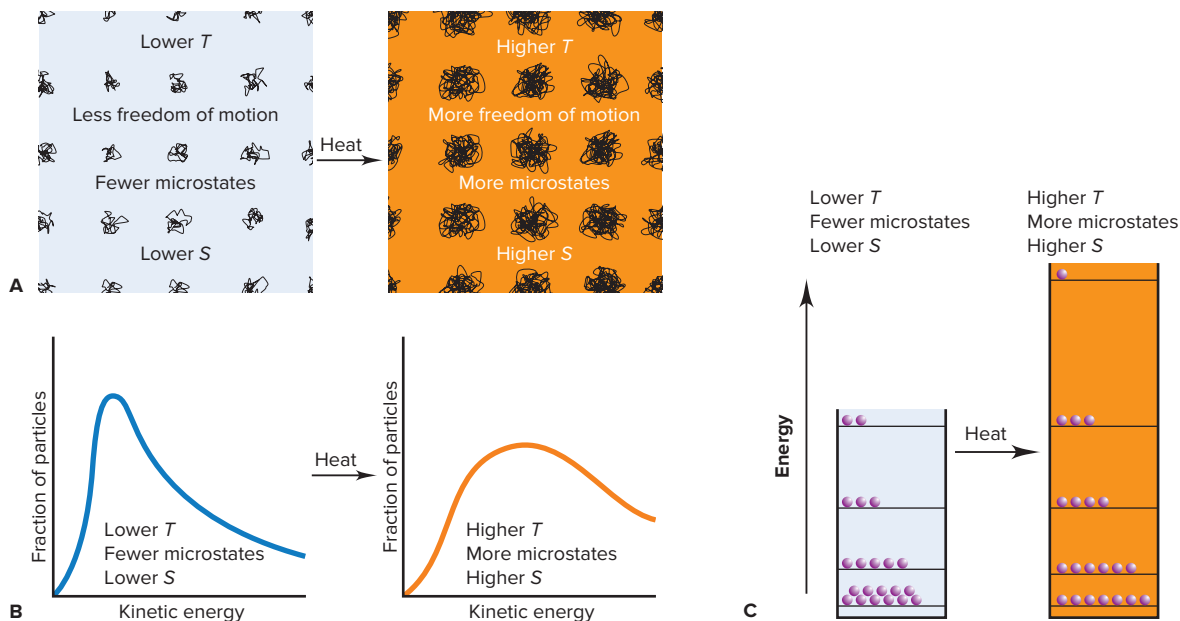 Lower T
Less freedom of motion
Fewer microstates
Lower S
Heat
Higher T
More freedom of motion
More microstates
Higher S
A
Fraction of particles
Lower T
Fewer microstates
Lower S
Kinetic energy
Heat
Fraction of particles
Higher T
More microstates
Higher S
Kinetic energy
B
Lower T
Fewer microstates
Lower S
Higher T
More microstates
Higher S
Energy
Heat
C